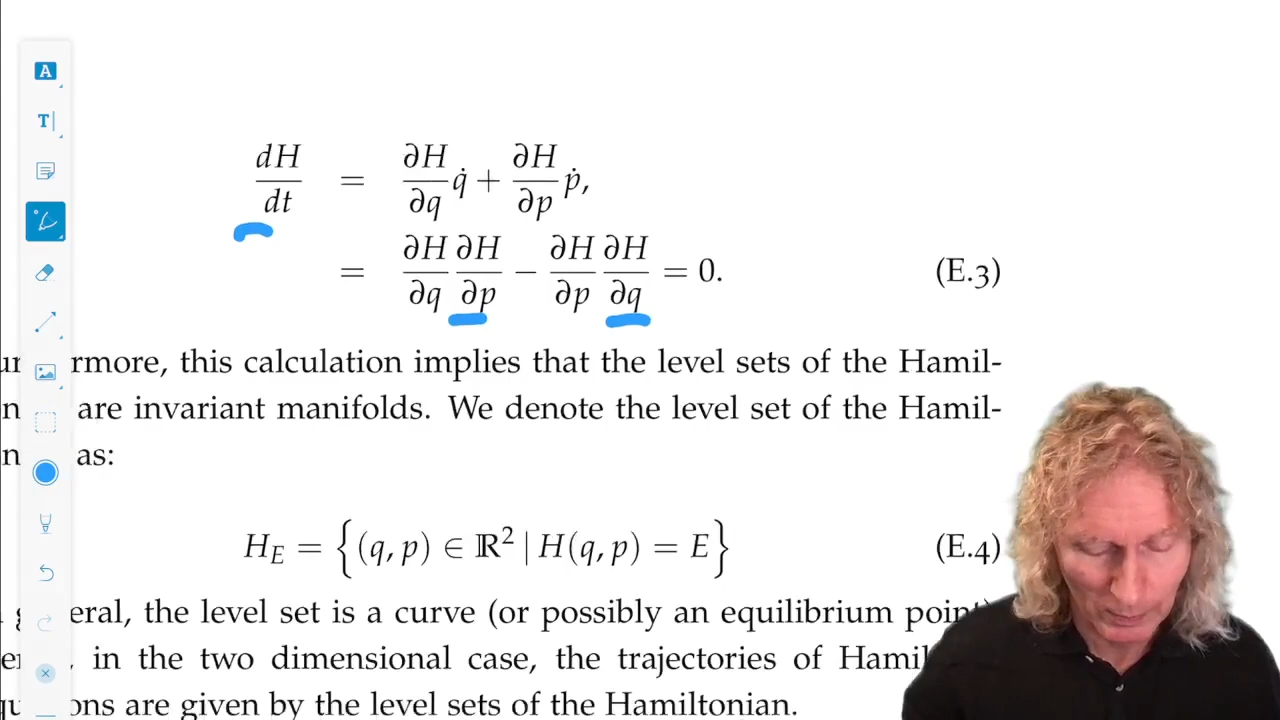 A
T|
dH/dt = ∂H/∂q q̇ + ∂H/∂p ṗ,
= ∂H/∂q ∂H/∂p − ∂H/∂p ∂H/∂q = 0. (E.3)
ur rmore, this calculation implies that the level sets of the Hamil-
n are invariant manifolds. We denote the level set of the Hamil-
n as:
H_E = {(q, p) ∈ ℝ² | H(q, p) = E} (E.4)
eral, the level set is a curve (or possibly an equilibrium point)
in the two dimensional case, the trajectories of Hamil
ons are given by the level sets of the Hamiltonian.